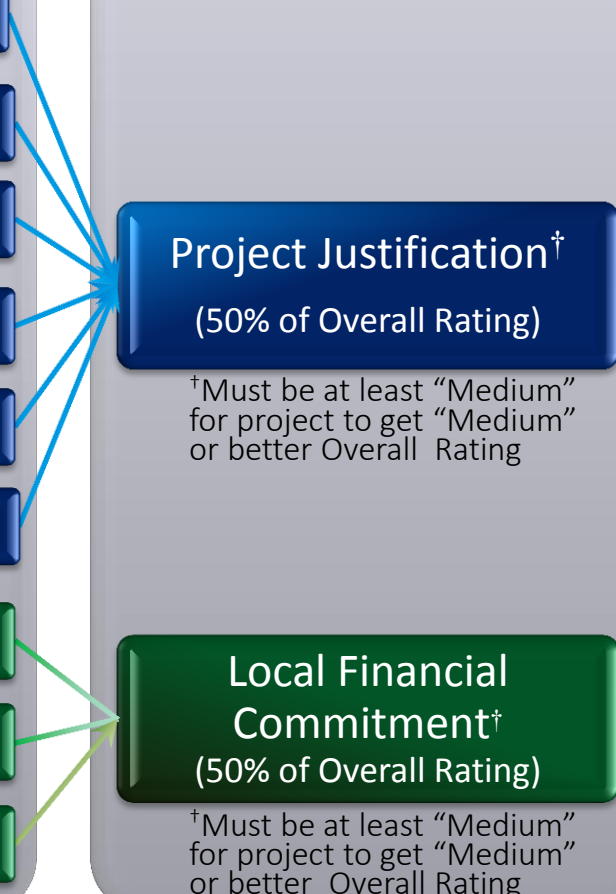 Project Justification†
(50% of Overall Rating)
†Must be at least “Medium”
for project to get “Medium”
or better Overall Rating
Local Financial
Commitment†
(50% of Overall Rating)
†Must be at least “Medium”
for project to get “Medium”
or better Overall Rating